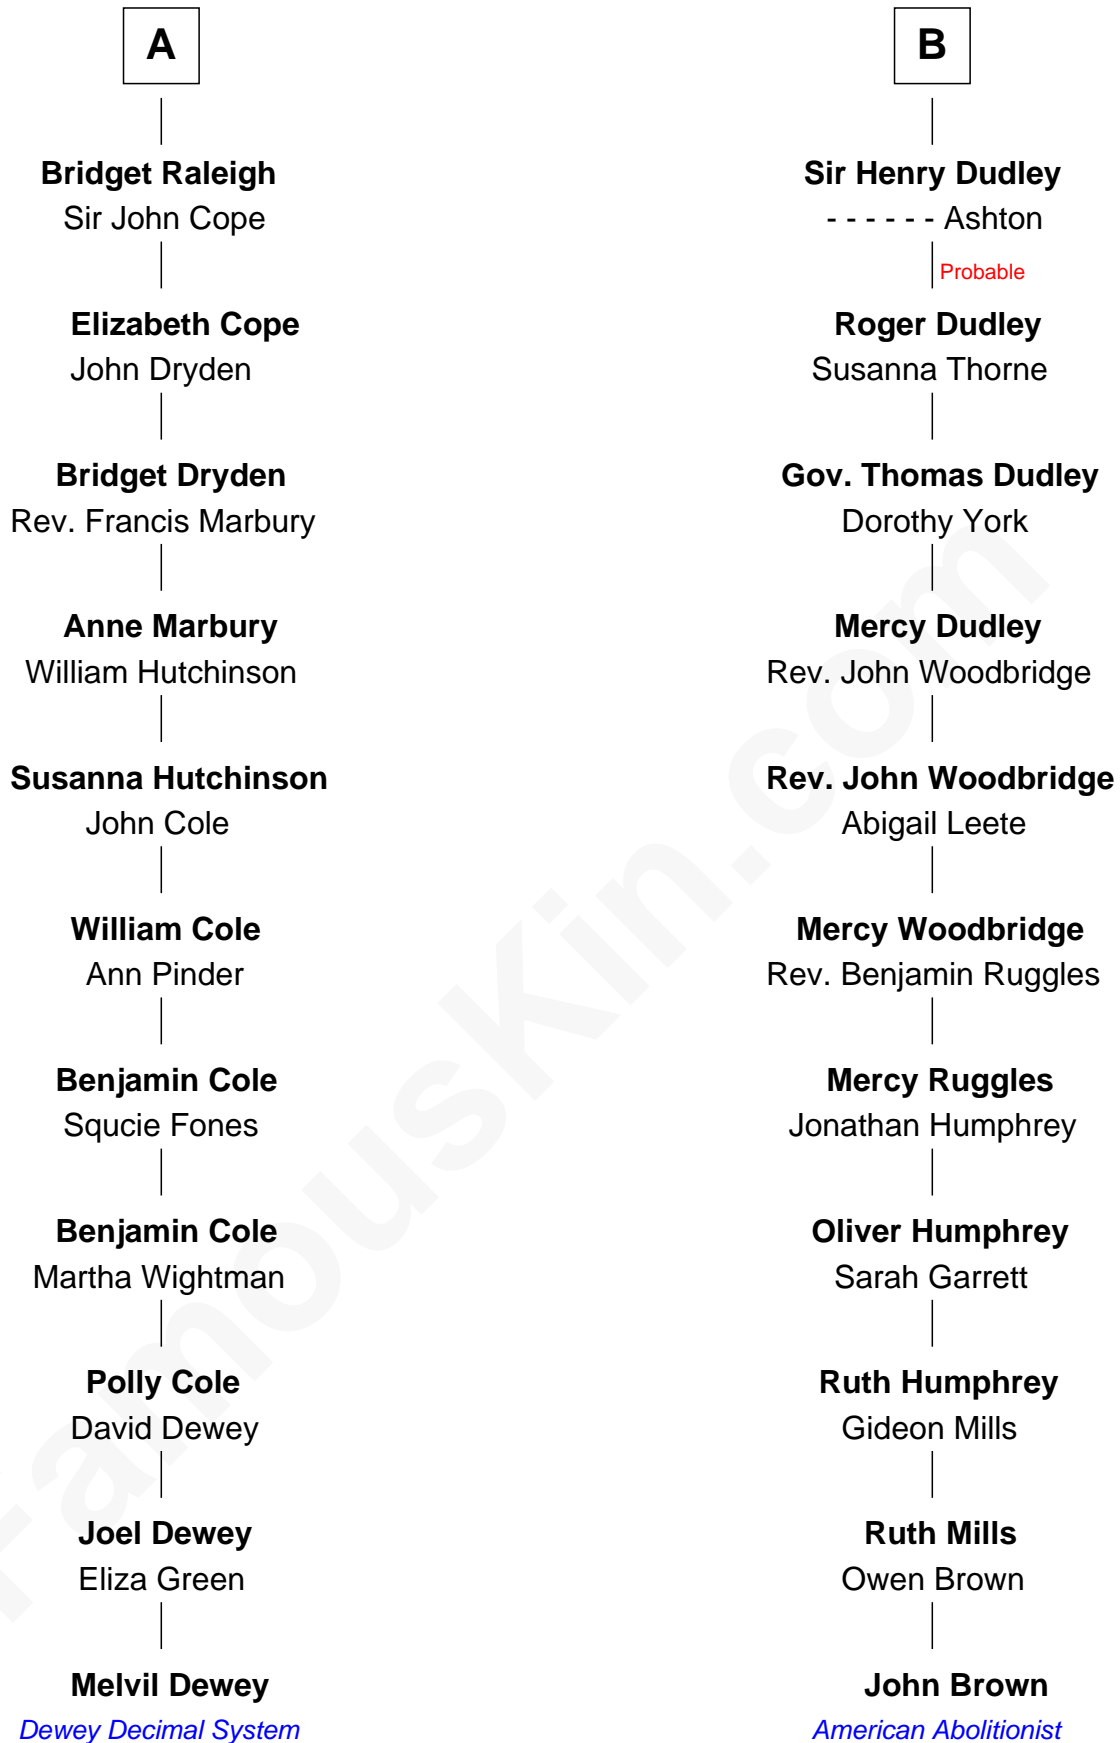 A
Bridget Raleigh
Sir John Cope
Elizabeth Cope
John Dryden
Bridget Dryden
Rev. Francis Marbury
Anne Marbury
William Hutchinson
Susanna Hutchinson
John Cole
William Cole
Ann Pinder
Benjamin Cole
Squcie Fones
Benjamin Cole
Martha Wightman
Polly Cole
David Dewey
Joel Dewey
Eliza Green
Melvil Dewey
Dewey Decimal System
B
Sir Henry Dudley
- - - - - - Ashton
Probable
Roger Dudley
Susanna Thorne
Gov. Thomas Dudley
Dorothy York
Mercy Dudley
Rev. John Woodbridge
Rev. John Woodbridge
Abigail Leete
Mercy Woodbridge
Rev. Benjamin Ruggles
Mercy Ruggles
Jonathan Humphrey
Oliver Humphrey
Sarah Garrett
Ruth Humphrey
Gideon Mills
Ruth Mills
Owen Brown
John Brown
American Abolitionist
FamousKin.com